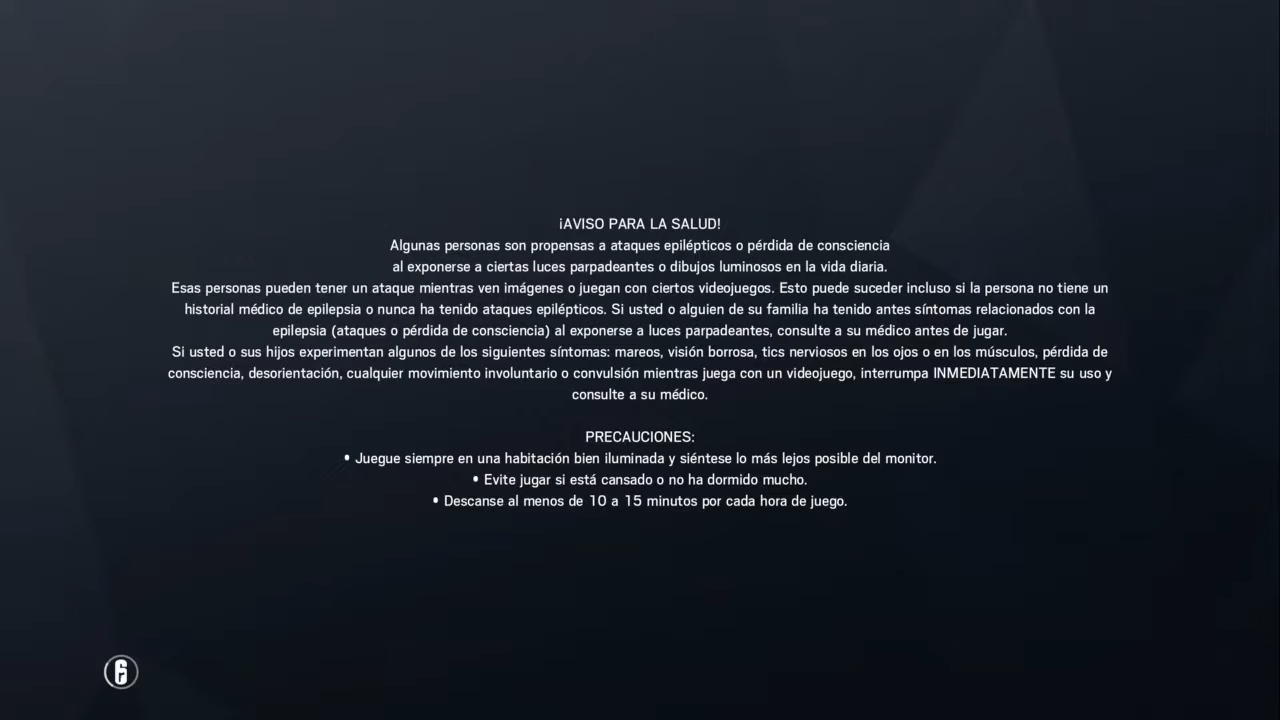 ¡AVISO PARA LA SALUD!
Algunas personas son propensas a ataques epilépticos o pérdida de consciencia
al exponerse a ciertas luces parpadeantes o dibujos luminosos en la vida diaria.
Esas personas pueden tener un ataque mientras ven imágenes o juegan con ciertos videojuegos. Esto puede suceder incluso si la persona no tiene un
historial médico de epilepsia o nunca ha tenido ataques epilépticos. Si usted o alguien de su familia ha tenido antes síntomas relacionados con la
epilepsia (ataques o pérdida de consciencia) al exponerse a luces parpadeantes, consulte a su médico antes de jugar.
Si usted o sus hijos experimentan algunos de los siguientes síntomas: mareos, visión borrosa, tics nerviosos en los ojos o en los músculos, pérdida de
consciencia, desorientación, cualquier movimiento involuntario o convulsión mientras juega con un videojuego, interrumpa INMEDIATAMENTE su uso y
consulte a su médico.
PRECAUCIONES:
• Juegue siempre en una habitación bien iluminada y siéntese lo más lejos posible del monitor.
• Evite jugar si está cansado o no ha dormido mucho.
• Descanse al menos de 10 a 15 minutos por cada hora de juego.
6